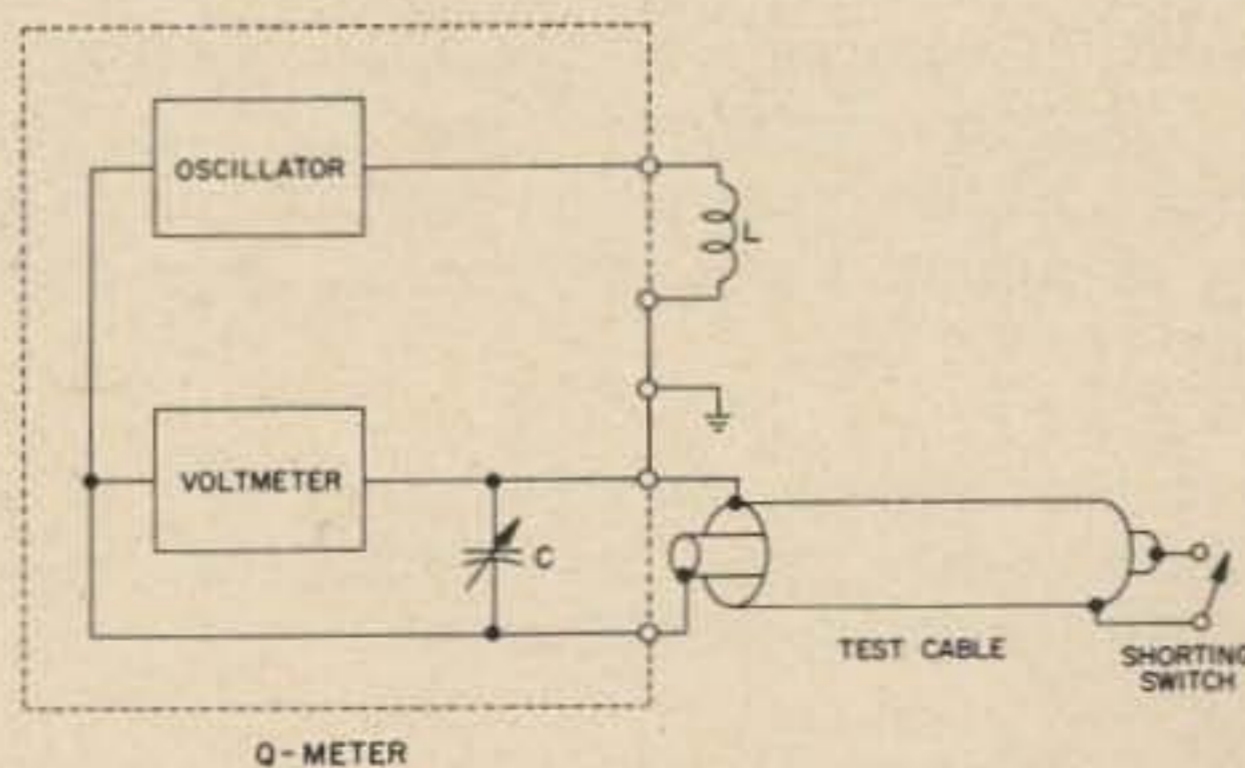 OSCILLATOR
L
VOLTMETER
C
TEST CABLE
SHORTING
SWITCH
Q-METER